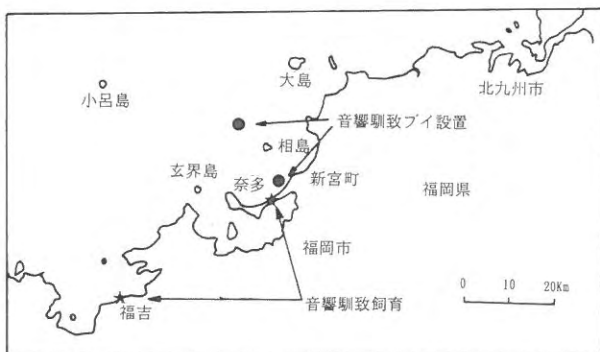 大島
北九州市
小呂島
音響馴致ブイ設置
相島
玄界島
奈多
新宮町
福岡県
福岡市
福吉
音響馴致飼育
0 10 20Km